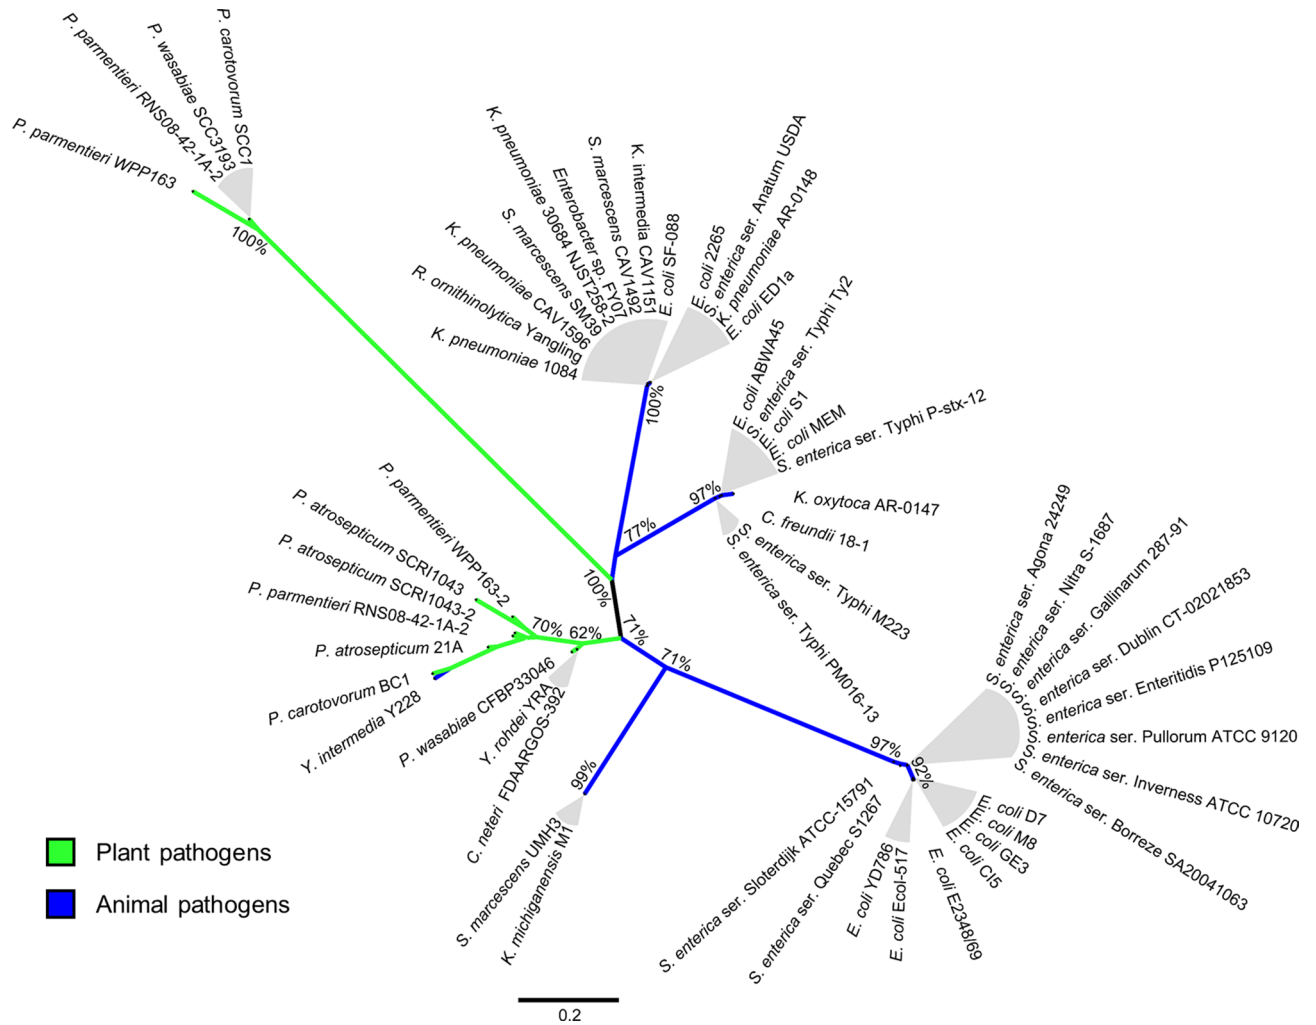 P. carotovorum SCC1
P. wasabiae SCC3193
P. parmentieri RNS08-42-1A-2
P. parmentieri WPP163
100%
K. pneumoniae 1084
R. ornithinolytica Yangling
K. pneumoniae CAV1596
S. marcescens SM39
K. pneumoniae 30684 NJST258-2
Enterobacter sp. FY07
S. marcescens CAV1492
K. intermedia CAV1151
E. coli SF-088
E. coli 2265
S. enterica ser. Anatum USDA
K. pneumoniae AR-0148
E. coli ED1a
100%
E. coli ABWA45
S. enterica ser. Typhi Ty2
E. coli S1
E. coli MEM
S. enterica ser. Typhi P-stx-12
97%
77%
K. oxytoca AR-0147
C. freundii 18-1
S. enterica ser. Typhi M223
S. enterica ser. Typhi PM016-13
100%
71%
71%
P. parmentieri WPP163-2
P. atrosepticum SCRI1043
P. atrosepticum SCRI1043-2
P. parmentieri RNS08-42-1A-2
P. atrosepticum 21A
P. carotovorum BC1
Y. intermedia Y228
70%
62%
P. wasabiae CFBP33046
Y. rohdei YRA
C. neteri FDAARGOS-392
99%
S. marcescens UMH3
K. michiganensis M1
97%
92%
S. enterica ser. Agona 24249
S. enterica ser. Nitra S-1687
S. enterica ser. Gallinarum 287-91
S. enterica ser. Dublin CT-02021853
S. enterica ser. Enteritidis P125109
S. enterica ser. Pullorum ATCC 9120
S. enterica ser. Inverness ATCC 10720
S. enterica ser. Borreze SA20041063
E. coli D7
E. coli M8
E. coli GE3
E. coli CI5
E. coli E2348/69
E. coli Ecol-517
E. coli YD786
S. enterica ser. Quebec S1267
S. enterica ser. Sloterdijk ATCC-15791
Plant pathogens
Animal pathogens
0.2